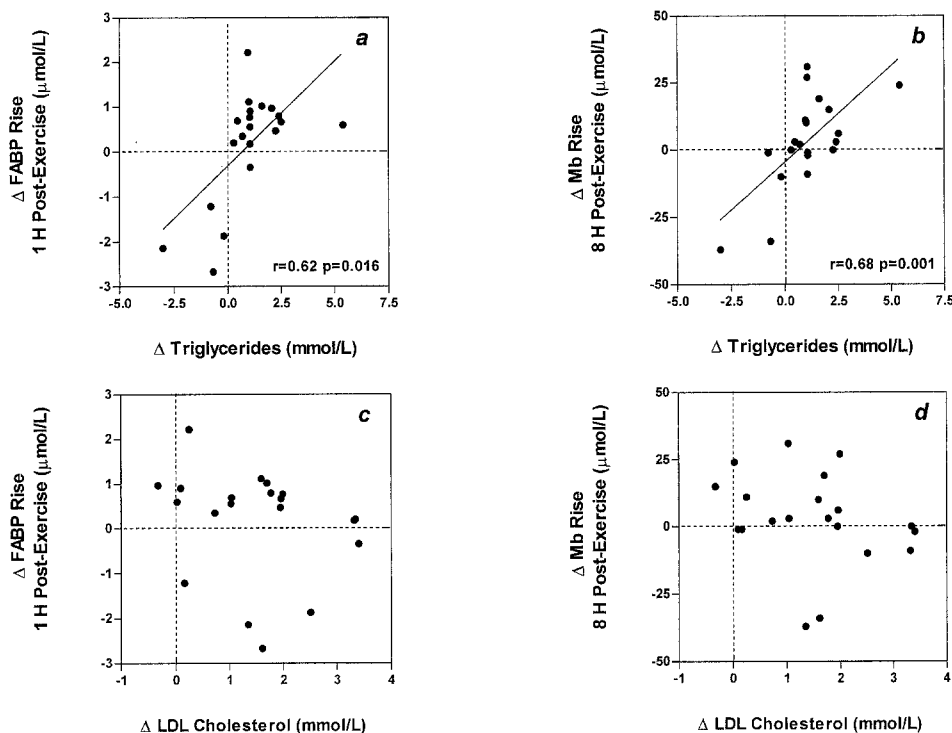 a
Δ FABP Rise
1 H Post-Exercise (μmol/L)
3
2
1
0
-1
-2
-3
r=0.62 p=0.016
-5.0
-2.5
0.0
2.5
5.0
7.5
Δ Triglycerides (mmol/L)
b
Δ Mb Rise
8 H Post-Exercise (μmol/L)
50
25
0
-25
-50
r=0.68 p=0.001
-5.0
-2.5
0.0
2.5
5.0
7.5
Δ Triglycerides (mmol/L)
c
Δ FABP Rise
1 H Post-Exercise (μmol/L)
3
2
1
0
-1
-2
-3
-1
0
1
2
3
4
Δ LDL Cholesterol (mmol/L)
d
Δ Mb Rise
8 H Post-Exercise (μmol/L)
50
25
0
-25
-50
-1
0
1
2
3
4
Δ LDL Cholesterol (mmol/L)